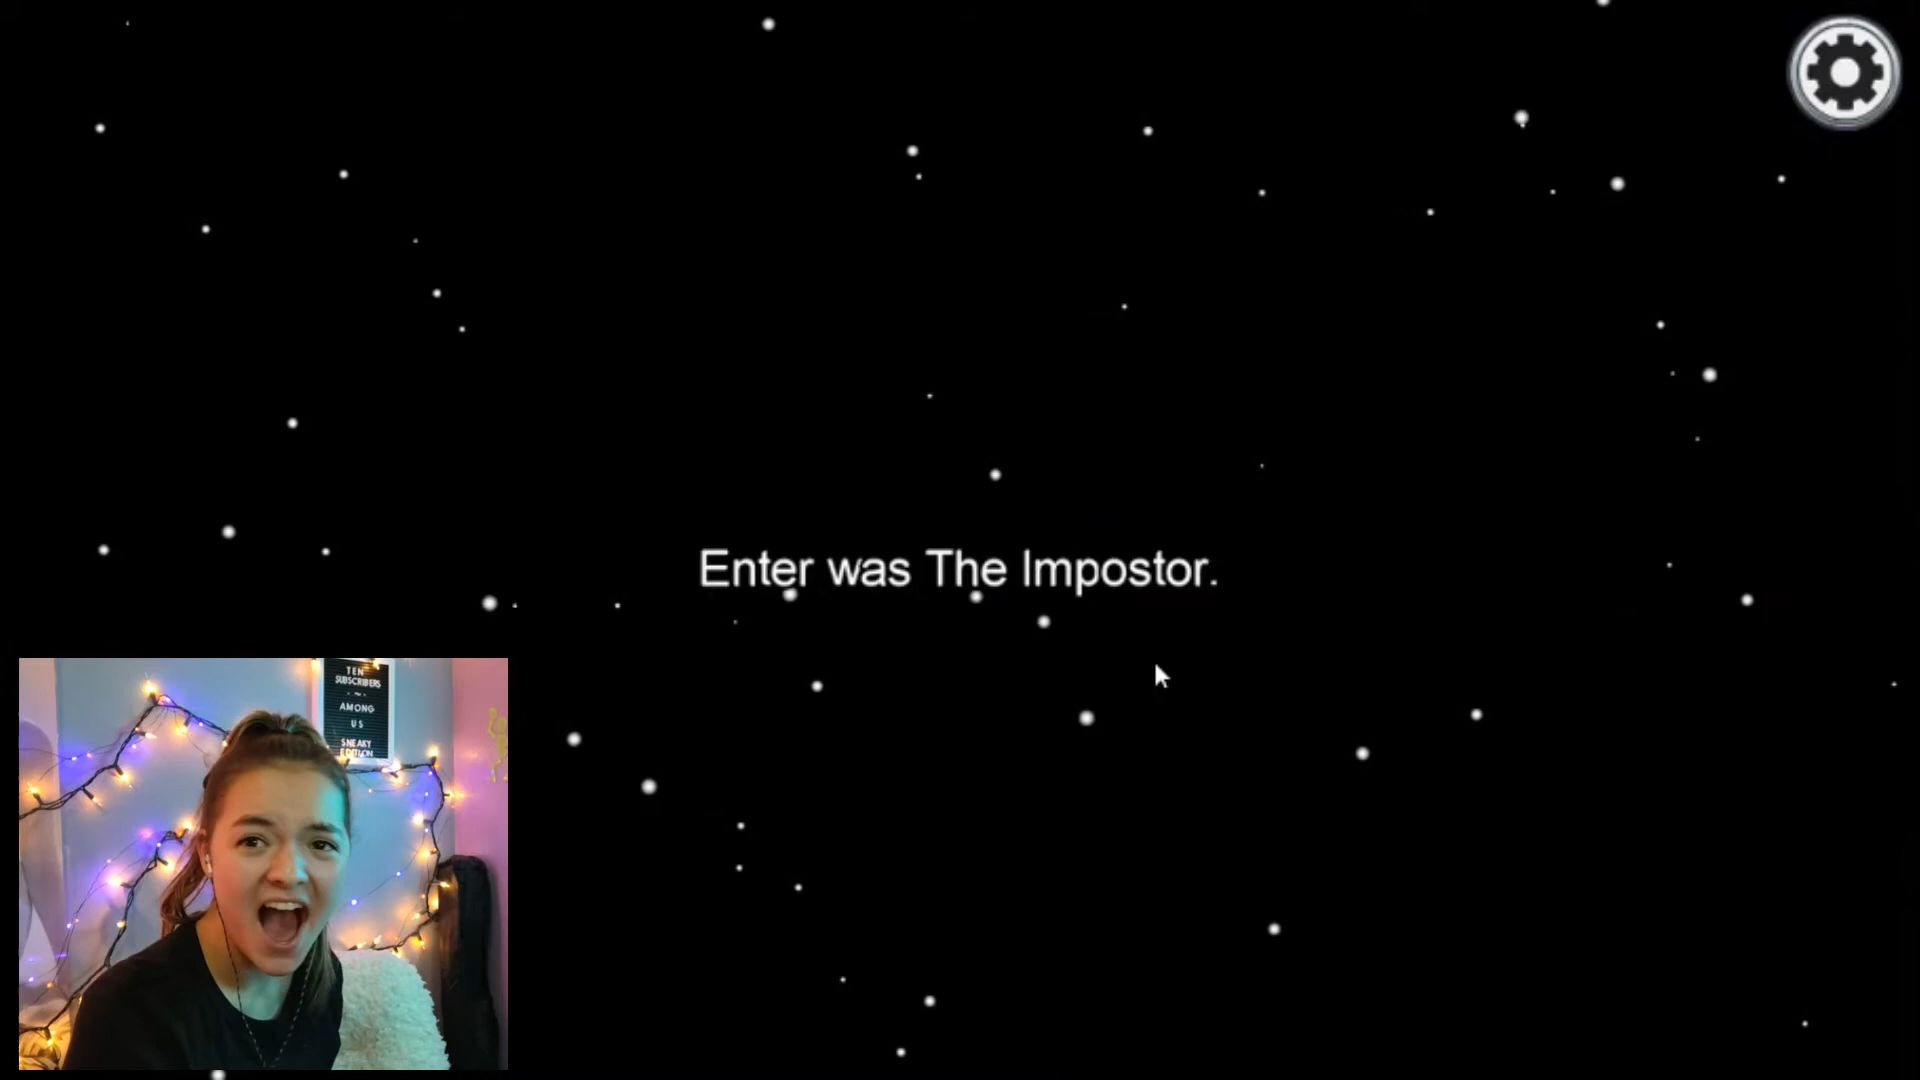 Enter was The Impostor.
TEN
SUBSCRIBERS
AMONG
US
SNEAKY
EDITION